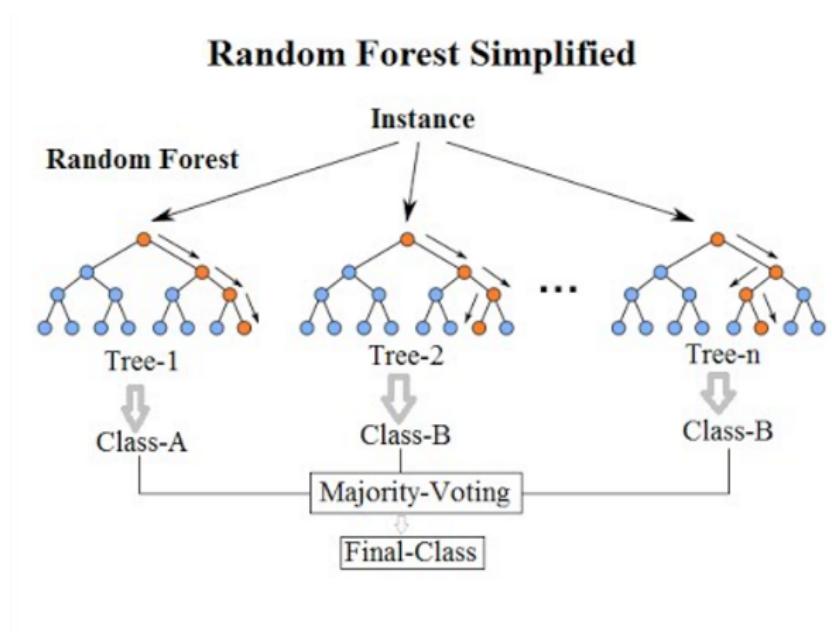 Random Forest Simplified
Instance
Random Forest
...
Tree-1
Tree-2
Tree-n
Class-A
Class-B
Class-B
Majority-Voting
Final-Class